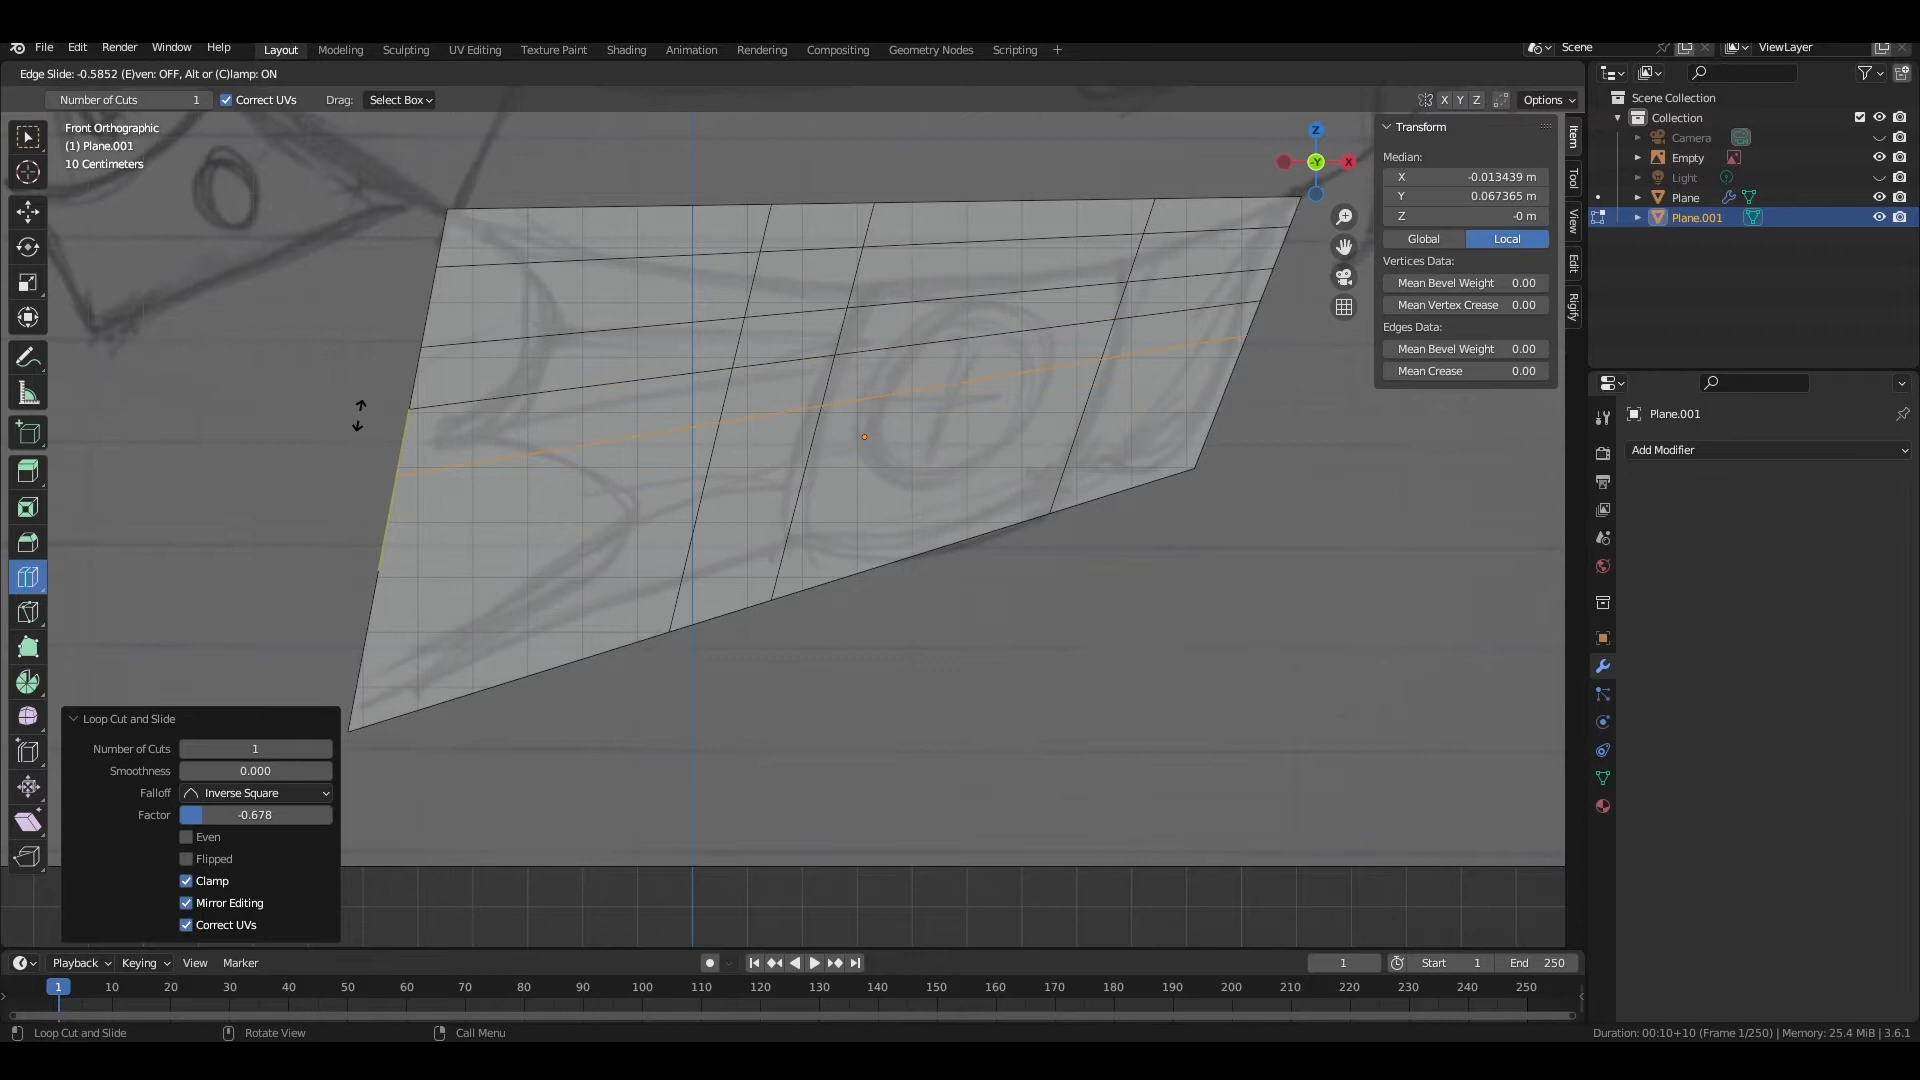 File Edit Render Window Help Layout Modeling Sculpting UV Editing Texture Paint Shading Animation Rendering Compositing Geometry Nodes Scripting + Scene ViewLayer
Edge Slide: -0.5852 (E)ven: OFF, Alt or (C)lamp: ON
Number of Cuts 1 Correct UVs Drag: Select Box X Y Z Options
Front Orthographic
(1) Plane.001
10 Centimeters
Z
-Y
X
Transform
Median:
X -0.013439 m
Y 0.067365 m
Z -0 m
Global Local
Vertices Data:
Mean Bevel Weight 0.00
Mean Vertex Crease 0.00
Edges Data:
Mean Bevel Weight 0.00
Mean Crease 0.00
Item
Tool
View
Edit
Rigify
Scene Collection
Collection
Camera
Empty
Light
Plane
Plane.001
Plane.001
Add Modifier
Loop Cut and Slide
Number of Cuts 1
Smoothness 0.000
Falloff Inverse Square
Factor -0.678
Even
Flipped
Clamp
Mirror Editing
Correct UVs
Playback Keying View Marker 1 Start 1 End 250
1 10 20 30 40 50 60 70 80 90 100 110 120 130 140 150 160 170 180 190 200 210 220 230 240 250
Loop Cut and Slide Rotate View Call Menu Duration: 00:10+10 (Frame 1/250) | Memory: 25.4 MiB | 3.6.1